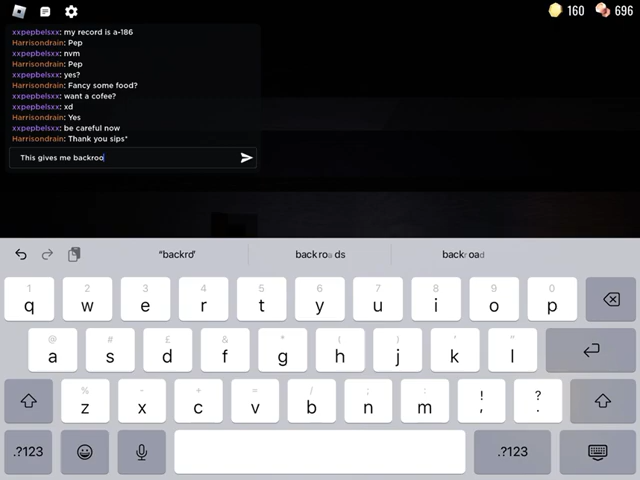 160 696
xxpepbelsxx: my record is a-186
Harrisondrain: Pep
xxpepbelsxx: nvm
Harrisondrain: Pep
xxpepbelsxx: yes?
Harrisondrain: Fancy some food?
xxpepbelsxx: want a cofee?
xxpepbelsxx: xd
Harrisondrain: Yes
xxpepbelsxx: be careful now
Harrisondrain: Thank you sips*
This gives me backroo
"backro" backroads backroad
1 2 3 4 5 6 7 8 9 0
q w e r t y u i o p
@ # £ & * ( ) ' "
a s d f g h j k l
% - + = / ; : ! ?
z x c v b n m , .
.?123 .?123